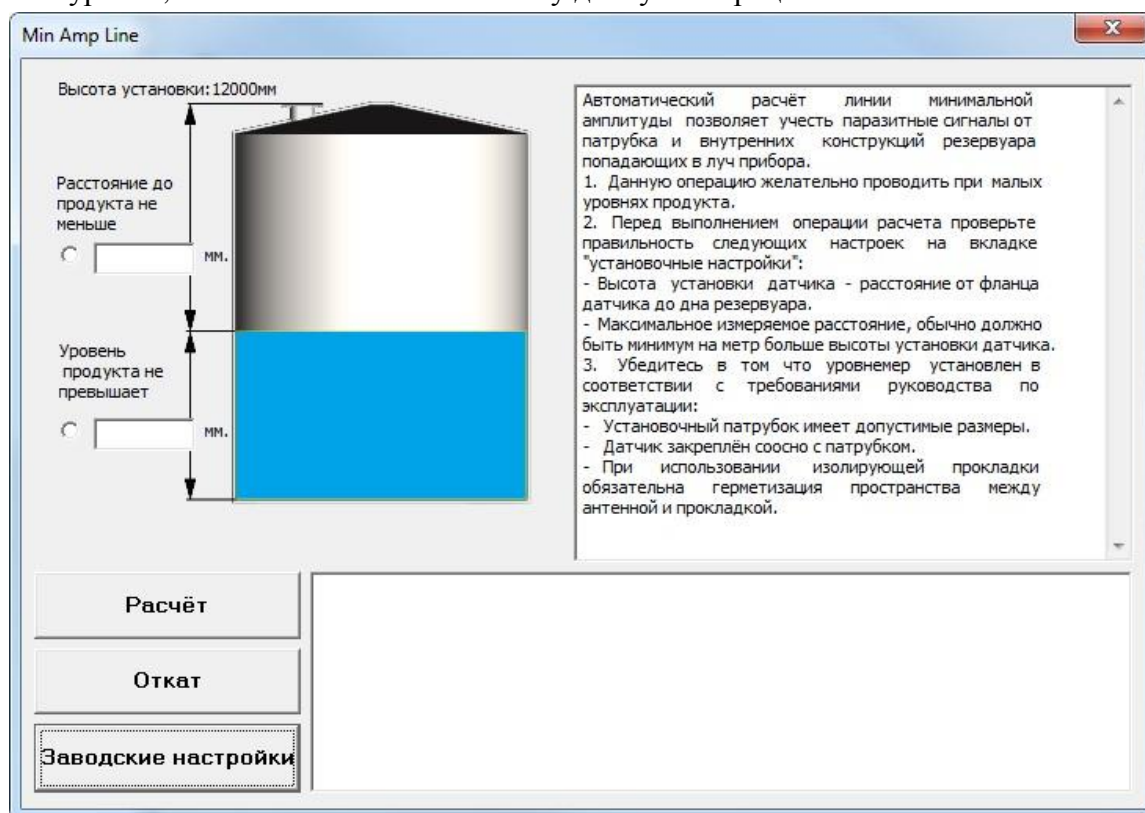 Min Amp Line
Высота установки:12000мм
Расстояние до
продукта не
меньше
мм.
Уровень
продукта не
превышает
мм.
Автоматический расчёт линии минимальной
амплитуды позволяет учесть паразитные сигналы от
патрубка и внутренних конструкций резервуара
попадающих в луч прибора.
1. Данную операцию желательно проводить при малых
уровнях продукта.
2. Перед выполнением операции расчета проверьте
правильность следующих настроек на вкладке
"установочные настройки":
- Высота установки датчика - расстояние от фланца
датчика до дна резервуара.
- Максимальное измеряемое расстояние, обычно должно
быть минимум на метр больше высоты установки датчика.
3. Убедитесь в том что уровнемер установлен в
соответствии с требованиями руководства по
эксплуатации:
- Установочный патрубок имеет допустимые размеры.
- Датчик закреплён соосно с патрубком.
- При использовании изолирующей прокладки
обязательна герметизация пространства между
антенной и прокладкой.
Расчёт
Откат
Заводские настройки